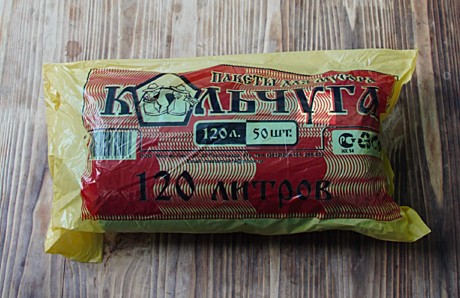 ПАКЕТЫ ДЛЯ МУСОРА
КОЛЬЧУГА
120 Л. 50 ШТ.
120 ЛИТРОВ